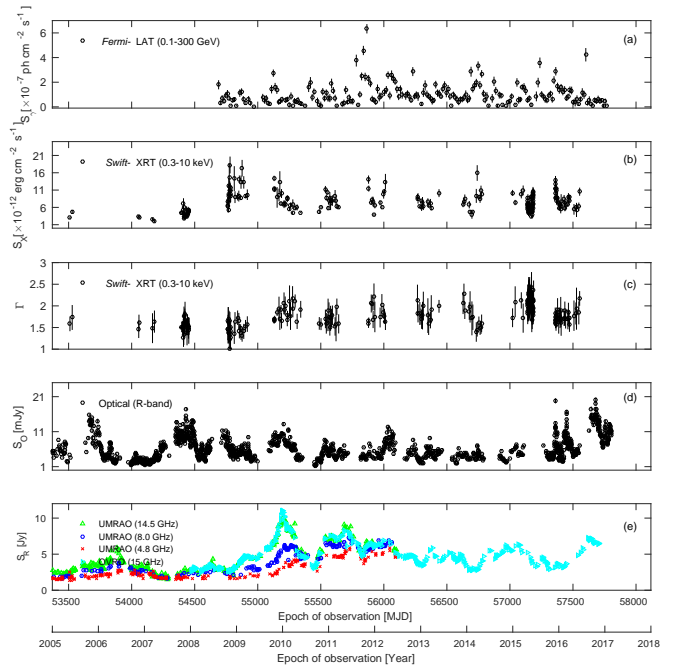 Fermi- LAT (0.1-300 GeV)
(a)
S_γ[×10^-7 ph cm^-2 s^-1]
8
6
4
2
0
Swift- XRT (0.3-10 keV)
(b)
S_X[×10^-12 erg cm^-2 s^-1]
21
16
11
6
1
Swift- XRT (0.3-10 keV)
(c)
Γ
3
2.5
2
1.5
1
Optical (R-band)
(d)
S_O [mJy]
21
11
1
UMRAO (14.5 GHz)
UMRAO (8.0 GHz)
UMRAO (4.8 GHz)
OVRO (15 GHz)
(e)
S_R [Jy]
10
5
0
53500 54000 54500 55000 55500 56000 56500 57000 57500 58000
Epoch of observation [MJD]
2005 2006 2007 2008 2009 2010 2011 2012 2013 2014 2015 2016 2017 2018
Epoch of observation [Year]